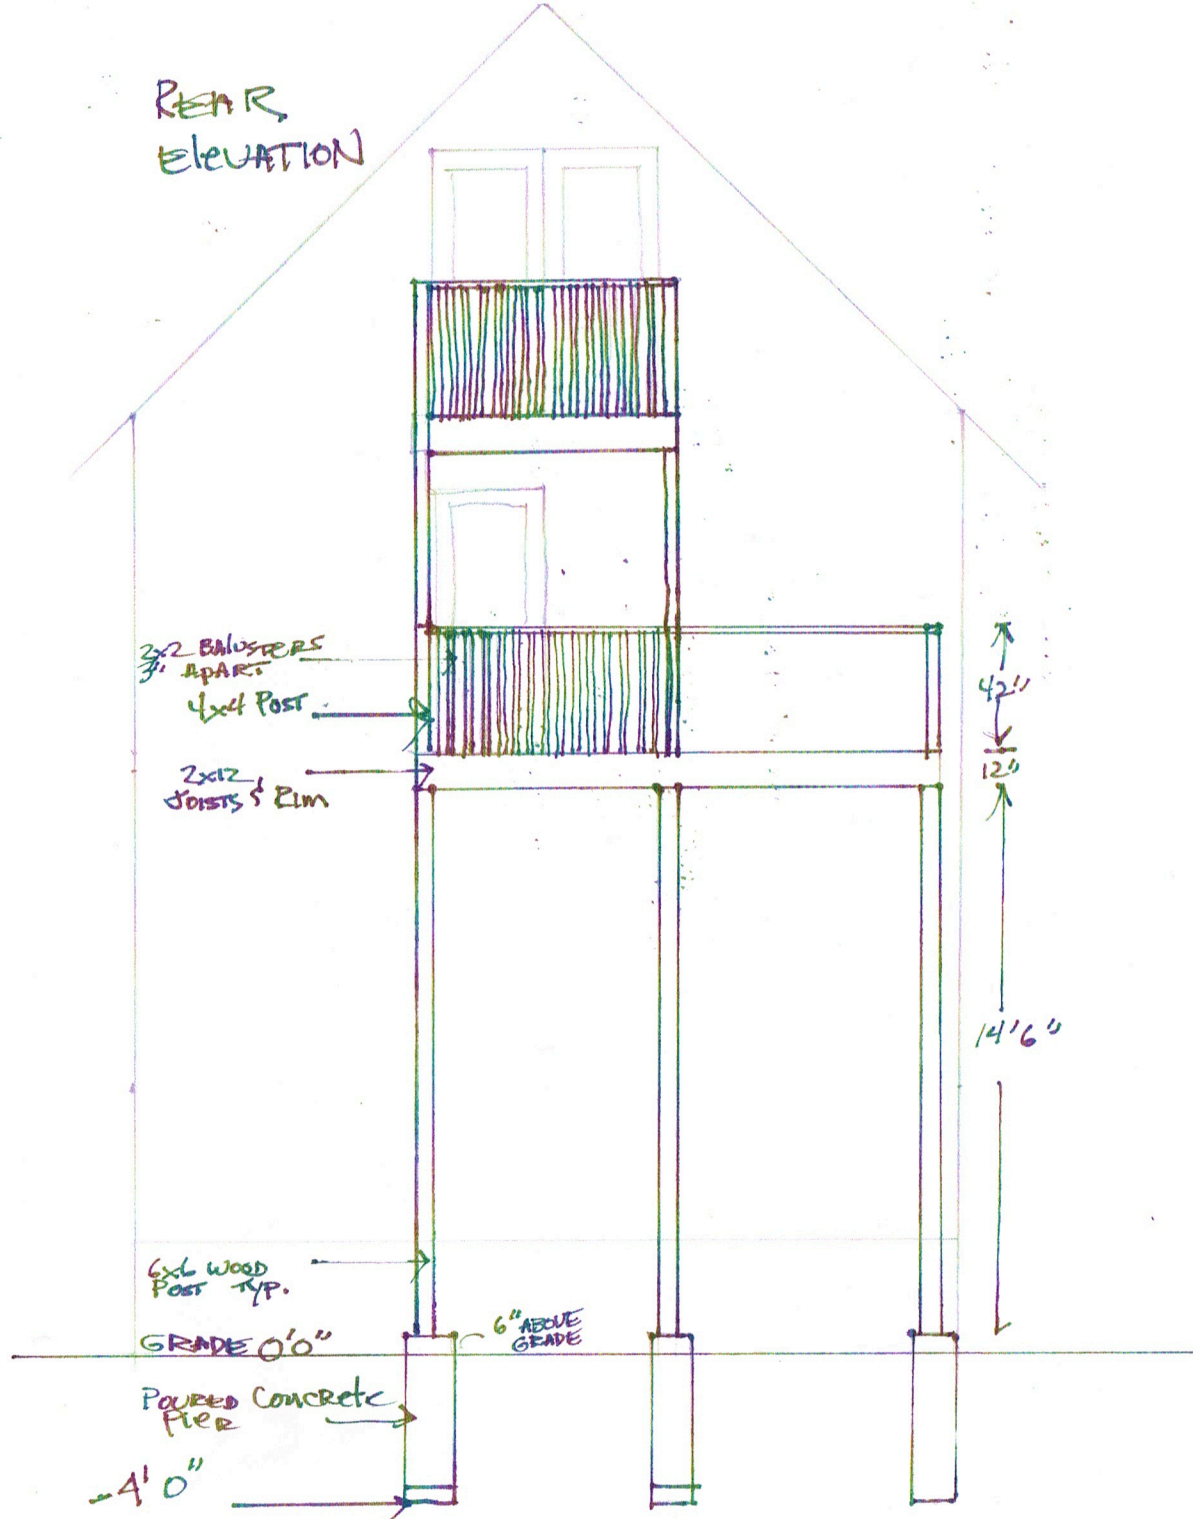 REAR
ElevATION
2x2 BAlUSTERS
3" APART
4x4 POST
2x12
JOISTS & RIM
42"
12"
14'6"
6x6 WOOD
POST TYP.
6" ABOVE
GRADE
GRADE 0'0"
POURED CONCRETE
PIER
-4'0"